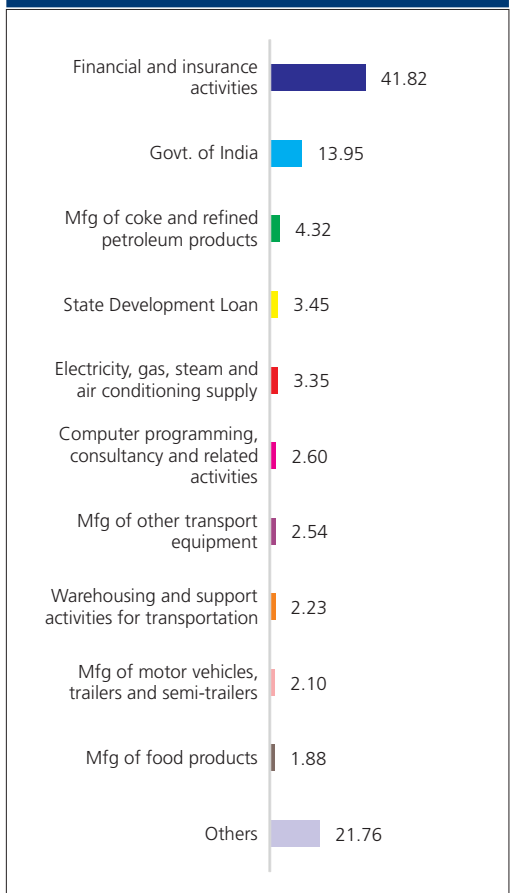 Financial and insurance
activities
41.82
Govt. of India
13.95
Mfg of coke and refined
petroleum products
4.32
State Development Loan
3.45
Electricity, gas, steam and
air conditioning supply
3.35
Computer programming,
consultancy and related
activities
2.60
Mfg of other transport
equipment
2.54
Warehousing and support
activities for transportation
2.23
Mfg of motor vehicles,
trailers and semi-trailers
2.10
Mfg of food products
1.88
Others
21.76